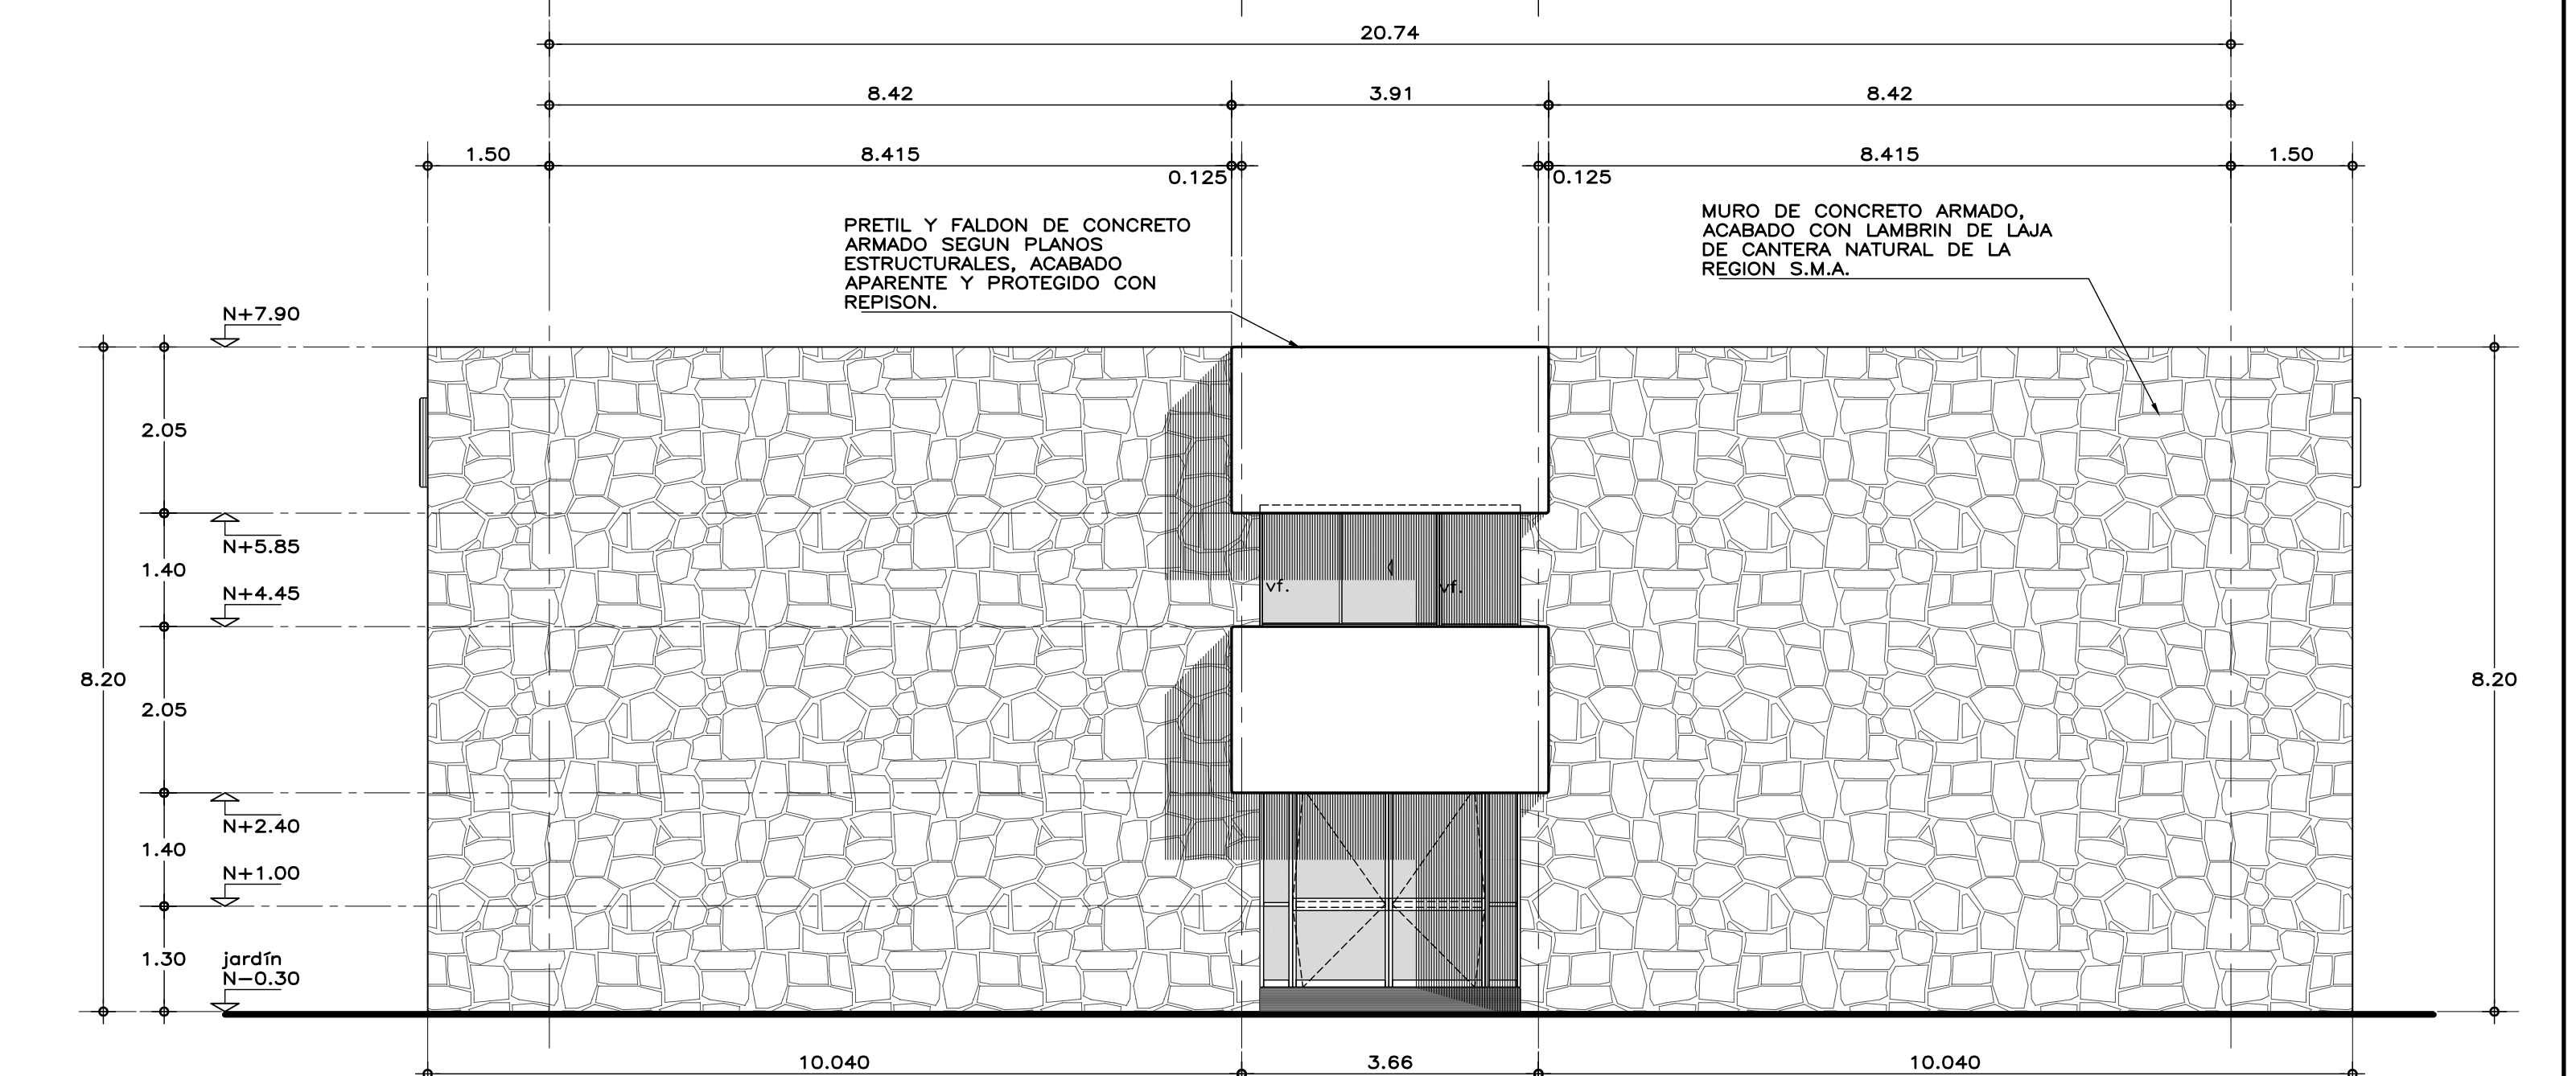 20.74
8.42 3.91 8.42
1.50 8.415 8.415 1.50
0.125 0.125
PRETIL Y FALDON DE CONCRETO
ARMADO SEGUN PLANOS
ESTRUCTURALES, ACABADO
APARENTE Y PROTEGIDO CON
REPISON.
MURO DE CONCRETO ARMADO,
ACABADO CON LAMBRIN DE LAJA
DE CANTERA NATURAL DE LA
REGION S.M.A.
N+7.90
2.05
N+5.85
1.40
N+4.45
vf. vf.
8.20
2.05
8.20
N+2.40
1.40
N+1.00
1.30
jardín
N-0.30
10.040 3.66 10.040